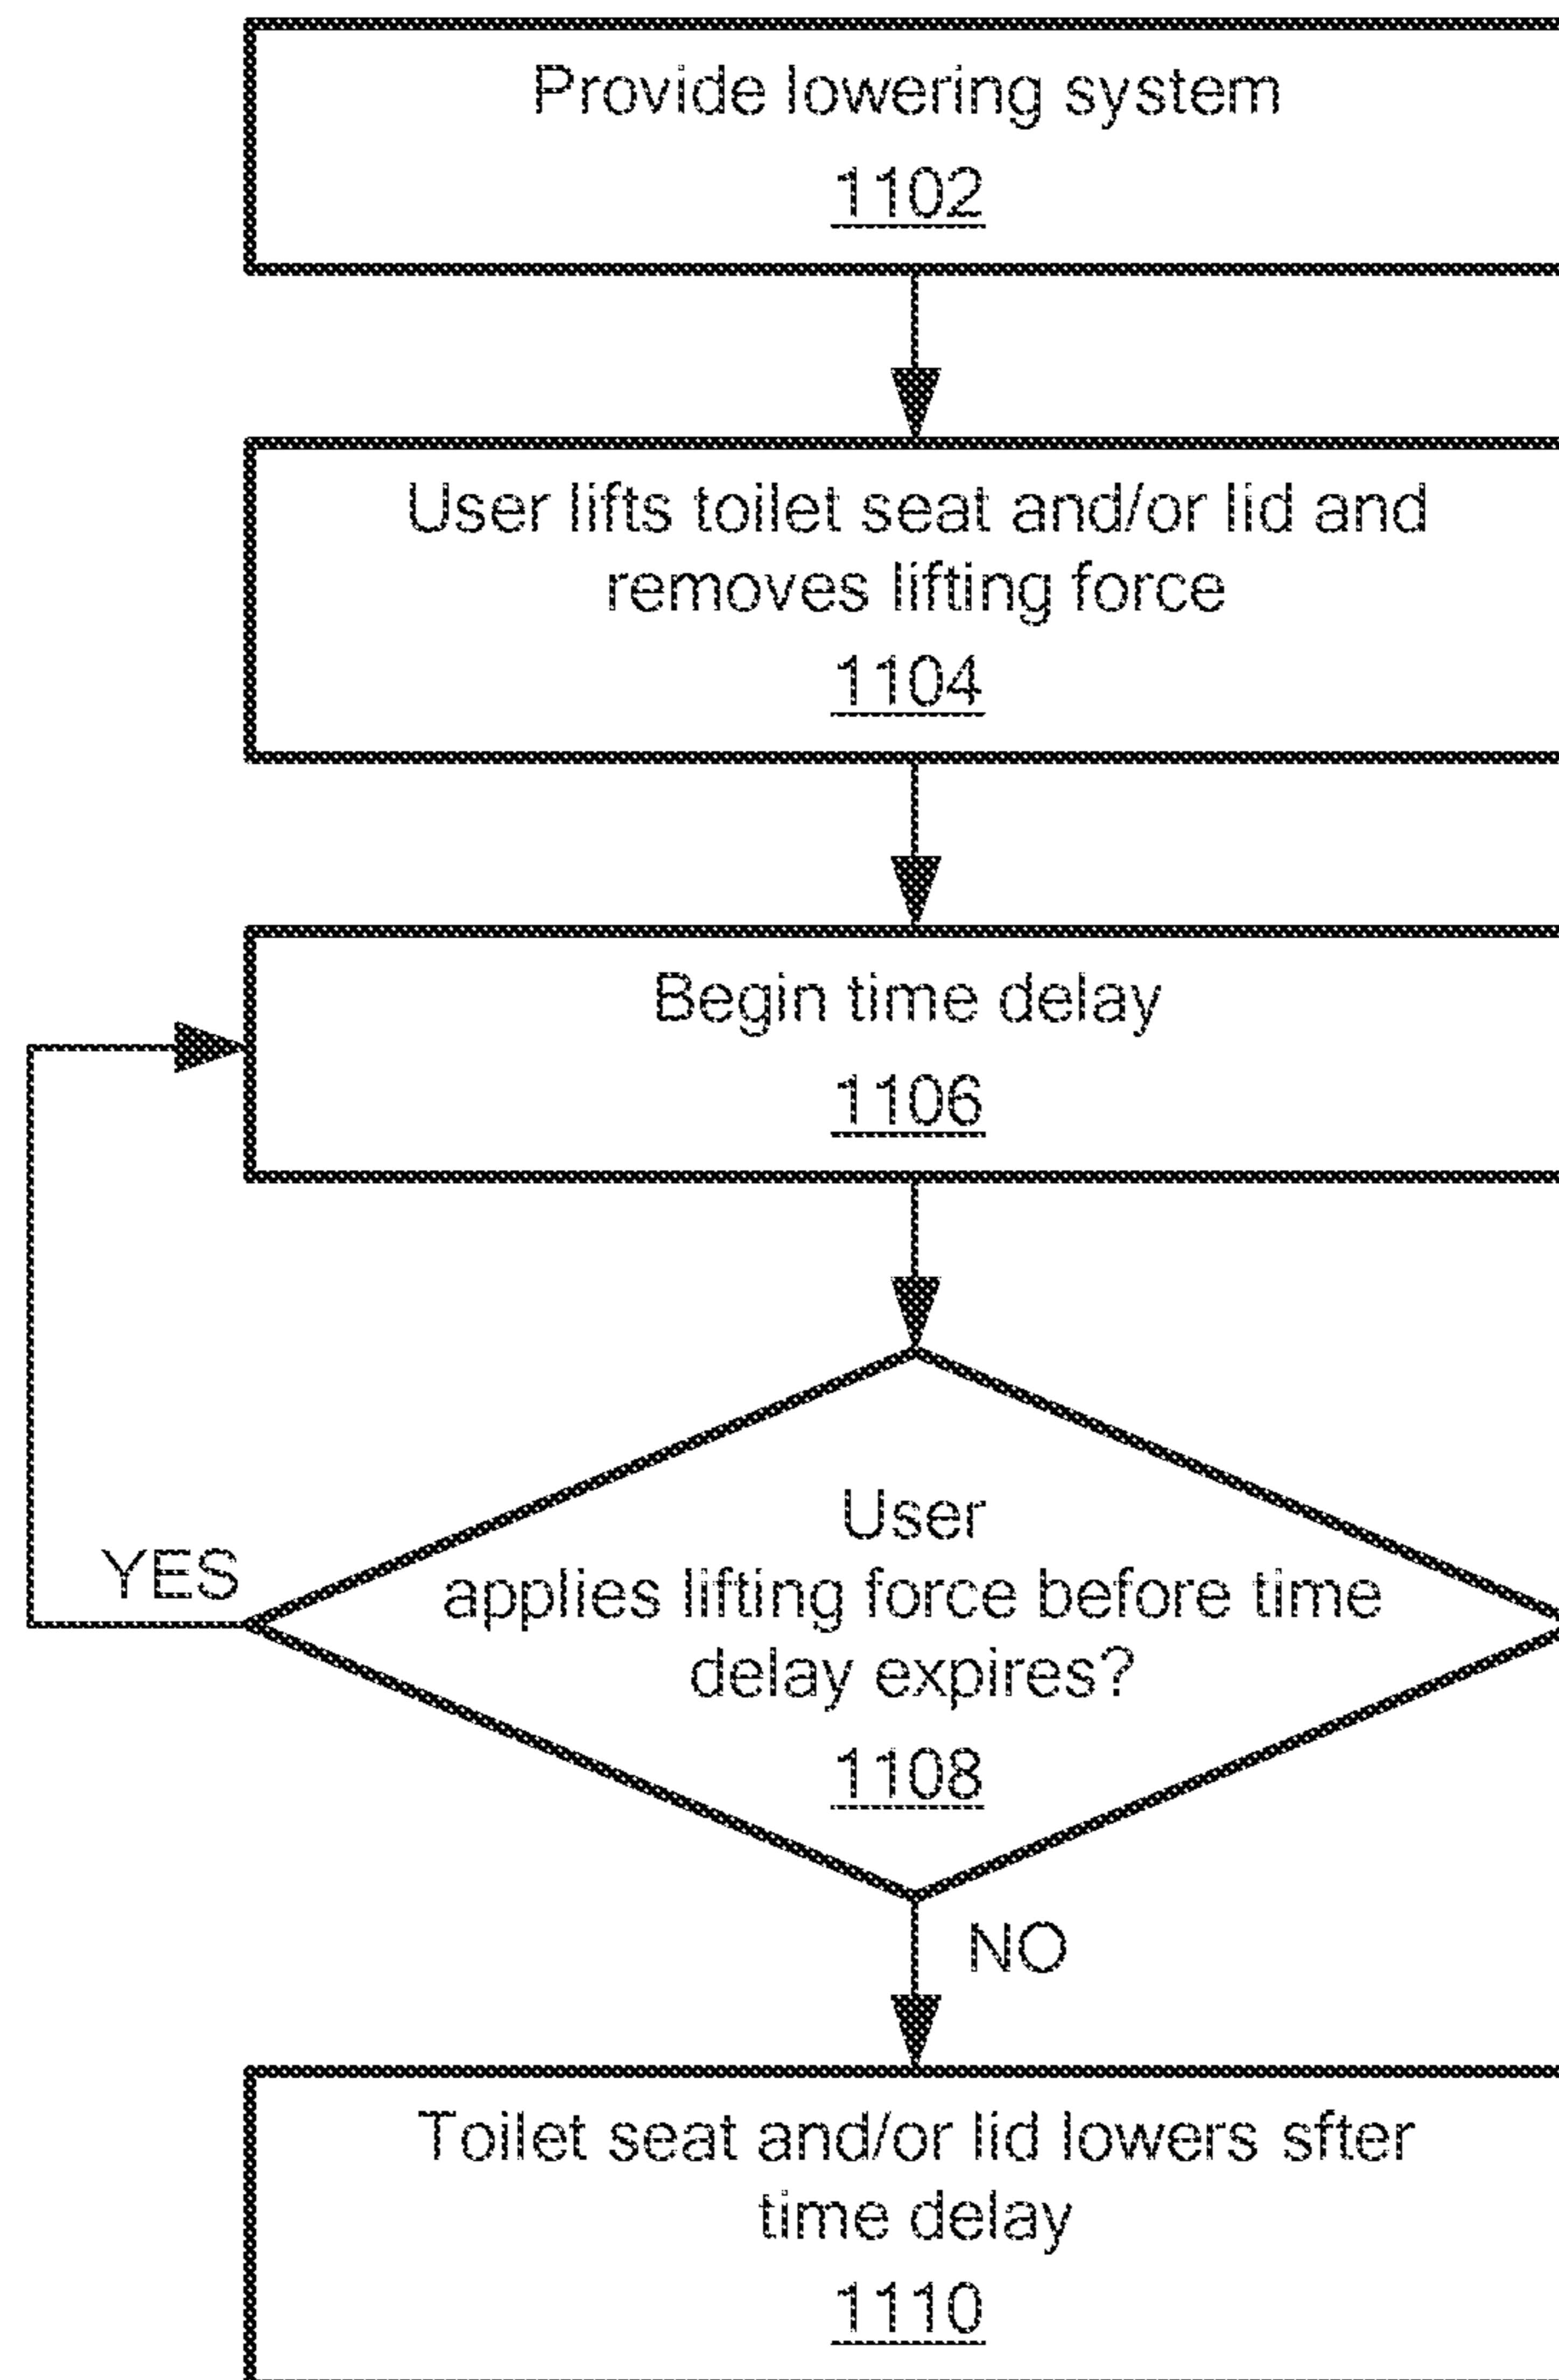 Provide lowering system
1102
User lifts toilet seat and/or lid and
removes lifting force
1104
Begin time delay
1106
User
applies lifting force before time
delay expires?
1108
YES
NO
Toilet seat and/or lid lowers sfter
time delay
1110